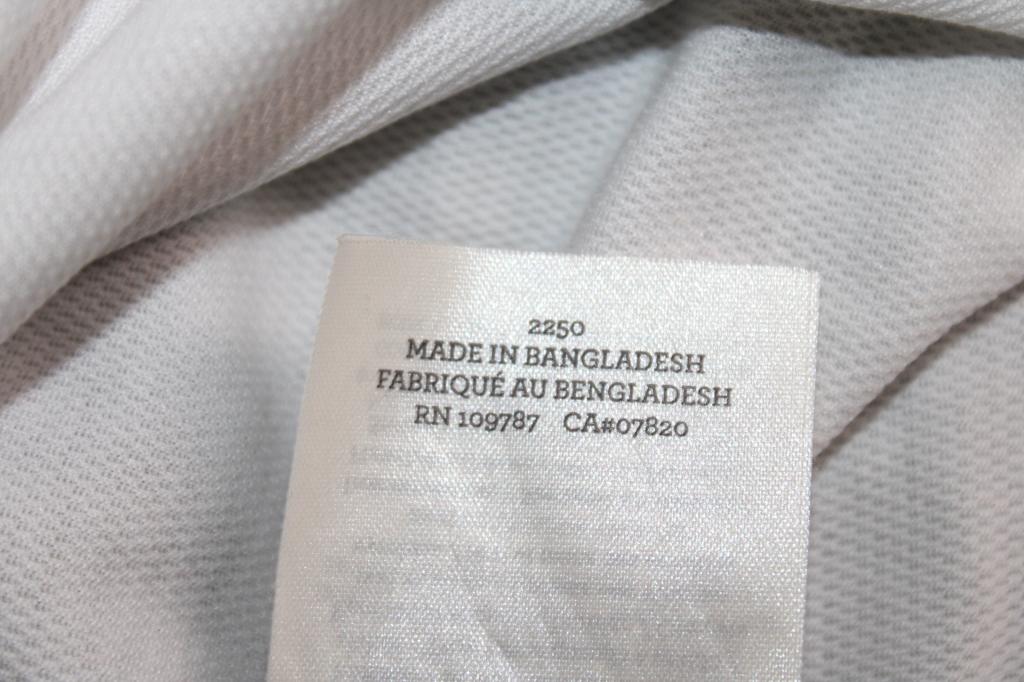 2250
MADE IN BANGLADESH
FABRIQUÉ AU BENGLADESH
RN 109787 CA#07820